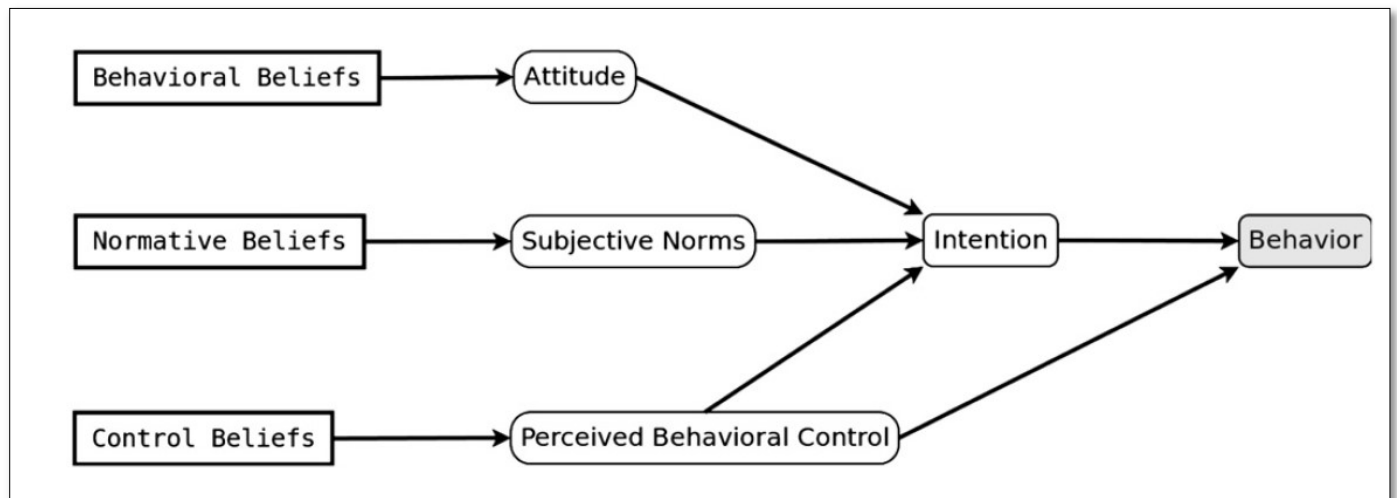 Behavioral Beliefs
Attitude
Normative Beliefs
Subjective Norms
Intention
Behavior
Control Beliefs
Perceived Behavioral Control